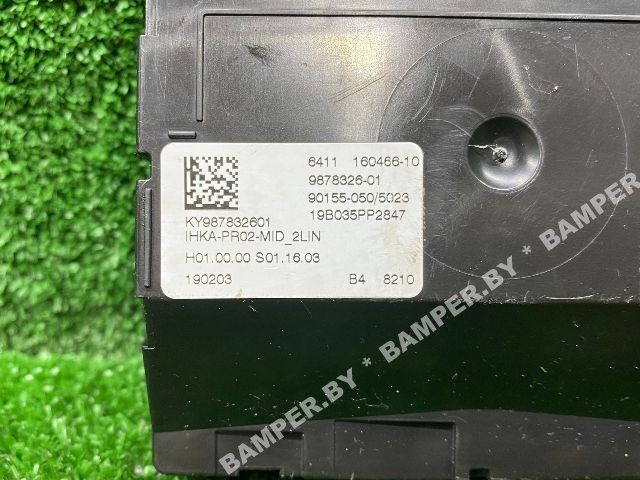 6411 160466-10
9878326-01
90155-050/5023
19B035PP2847
KY987832601
IHKA-PR02-MID_2LIN
H01.00.00 S01.16.03
190203 B4 8210
BAMPER.BY * BAMPER.BY * BAMPER.BY